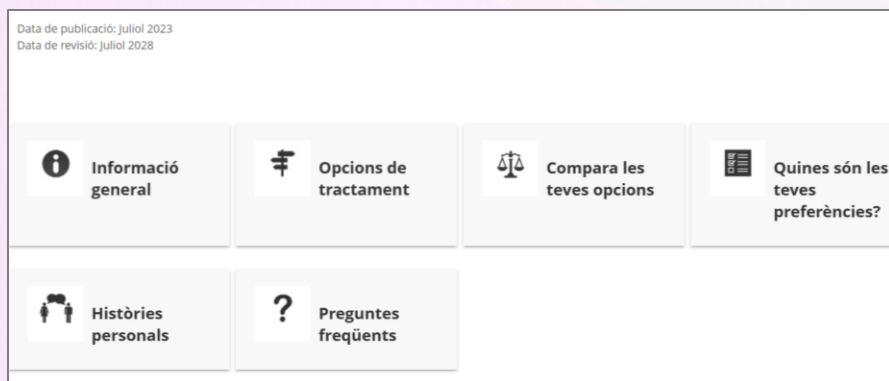 Data de publicació: Juliol 2023
Data de revisió: Juliol 2028
Informació
general
Opcions de
tractament
Compara les
teves opcions
Quines són les
teves
preferències?
Històries
personals
Preguntes
freqüents